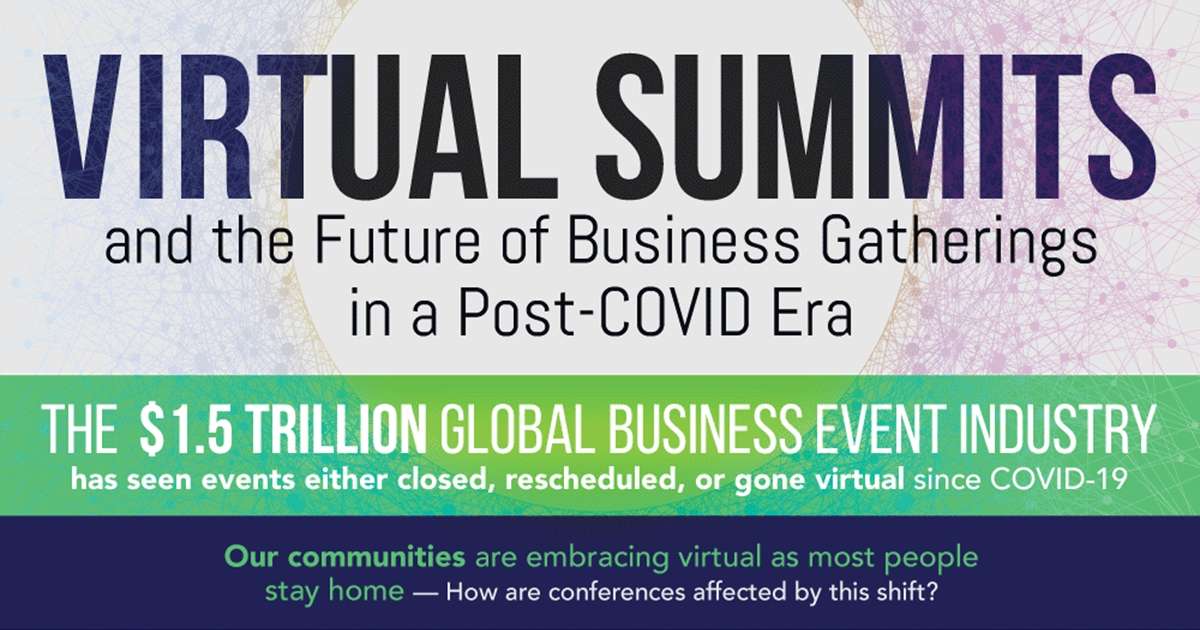 VIRTUAL SUMMITS
and the Future of Business Gatherings
in a Post-COVID Era
THE $1.5 TRILLION GLOBAL BUSINESS EVENT INDUSTRY
has seen events either closed, rescheduled, or gone virtual since COVID-19
Our communities are embracing virtual as most people
stay home — How are conferences affected by this shift?